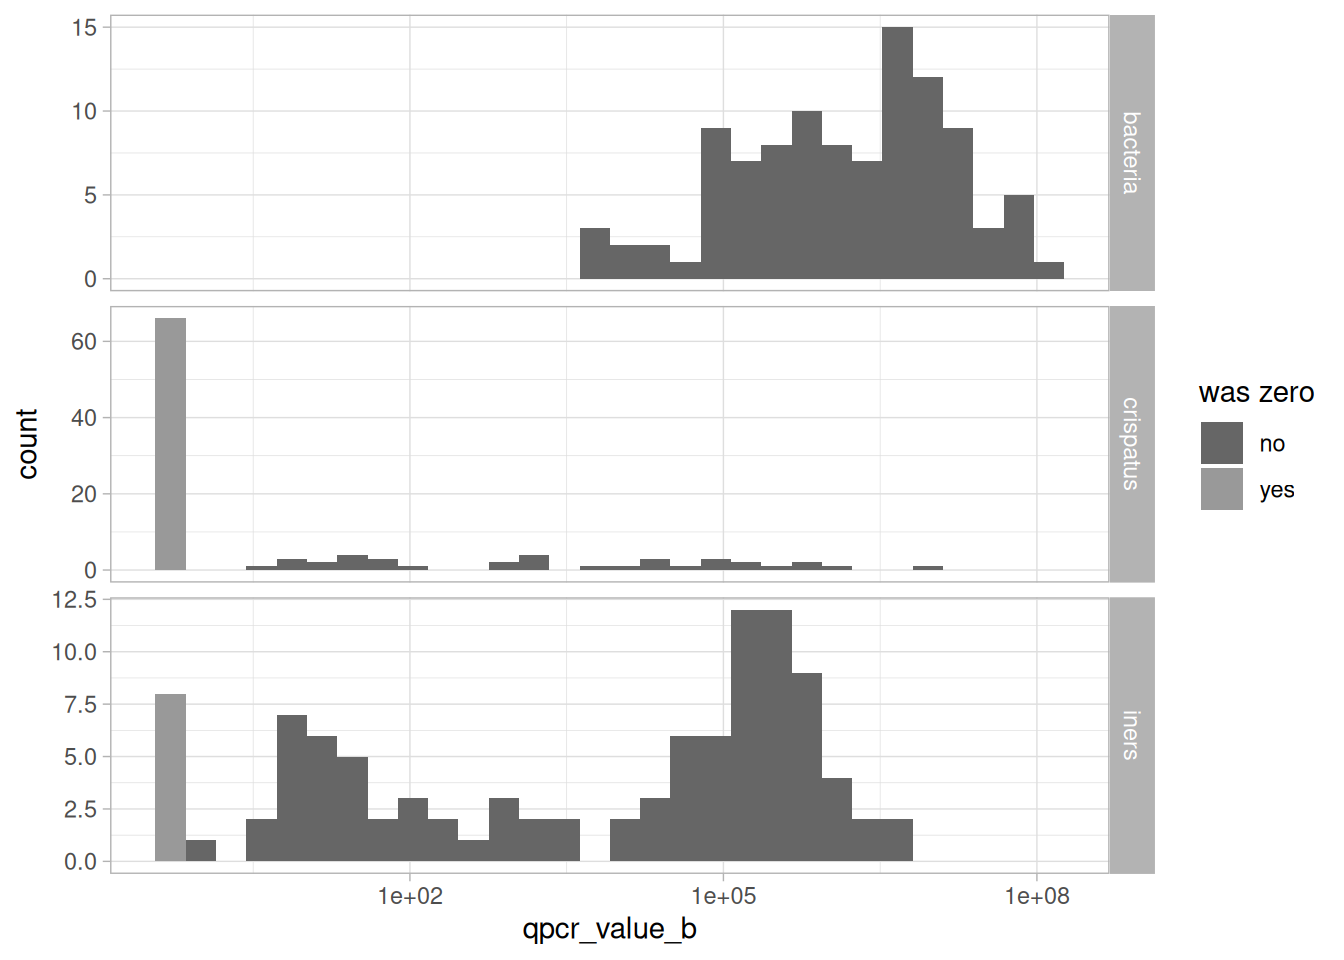 15
10
5
0
bacteria
60
40
20
0
crispatus
12.5
10.0
7.5
5.0
2.5
0.0
iners
1e+02
1e+05
1e+08
qpcr_value_b
count
was zero
no
yes